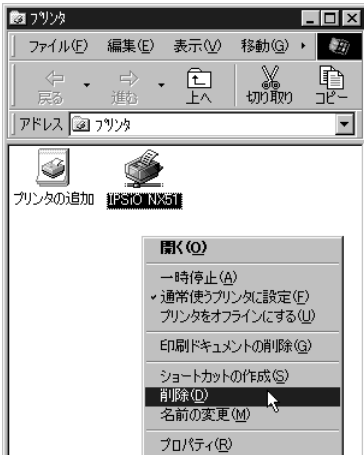 プリンタ
ファイル(F) 編集(E) 表示(V) 移動(G)
戻る 進む 上へ 切り取り コピー
アドレス プリンタ
プリンタの追加 IPSiO NX51
開く(O)
一時停止(A)
通常使うプリンタに設定(F)
プリンタをオフラインにする(U)
印刷ドキュメントの削除(G)
ショートカットの作成(S)
削除(D)
名前の変更(M)
プロパティ(R)